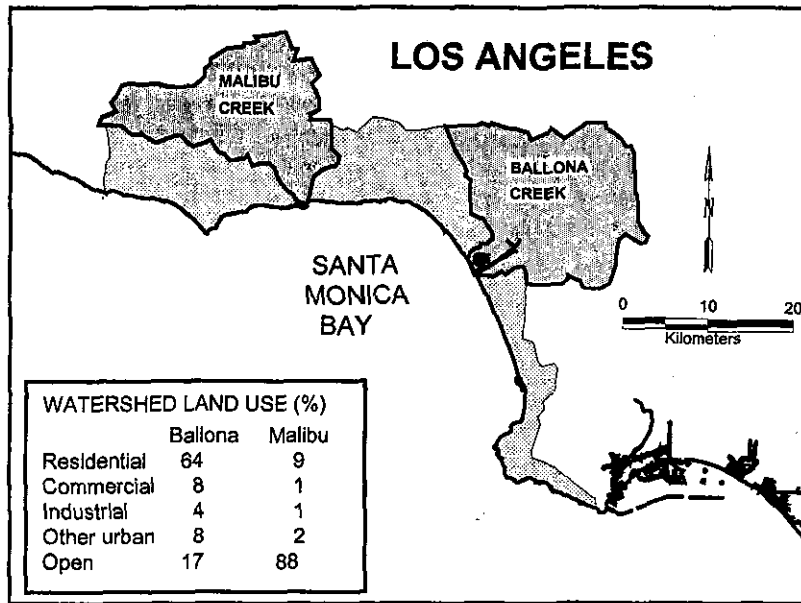 LOS ANGELES
MALIBU
CREEK
BALLONA
CREEK
N
SANTA
MONICA
BAY
0 10 20
Kilometers
WATERSHED LAND USE (%)
Ballona Malibu
Residential 64 9
Commercial 8 1
Industrial 4 1
Other urban 8 2
Open 17 88